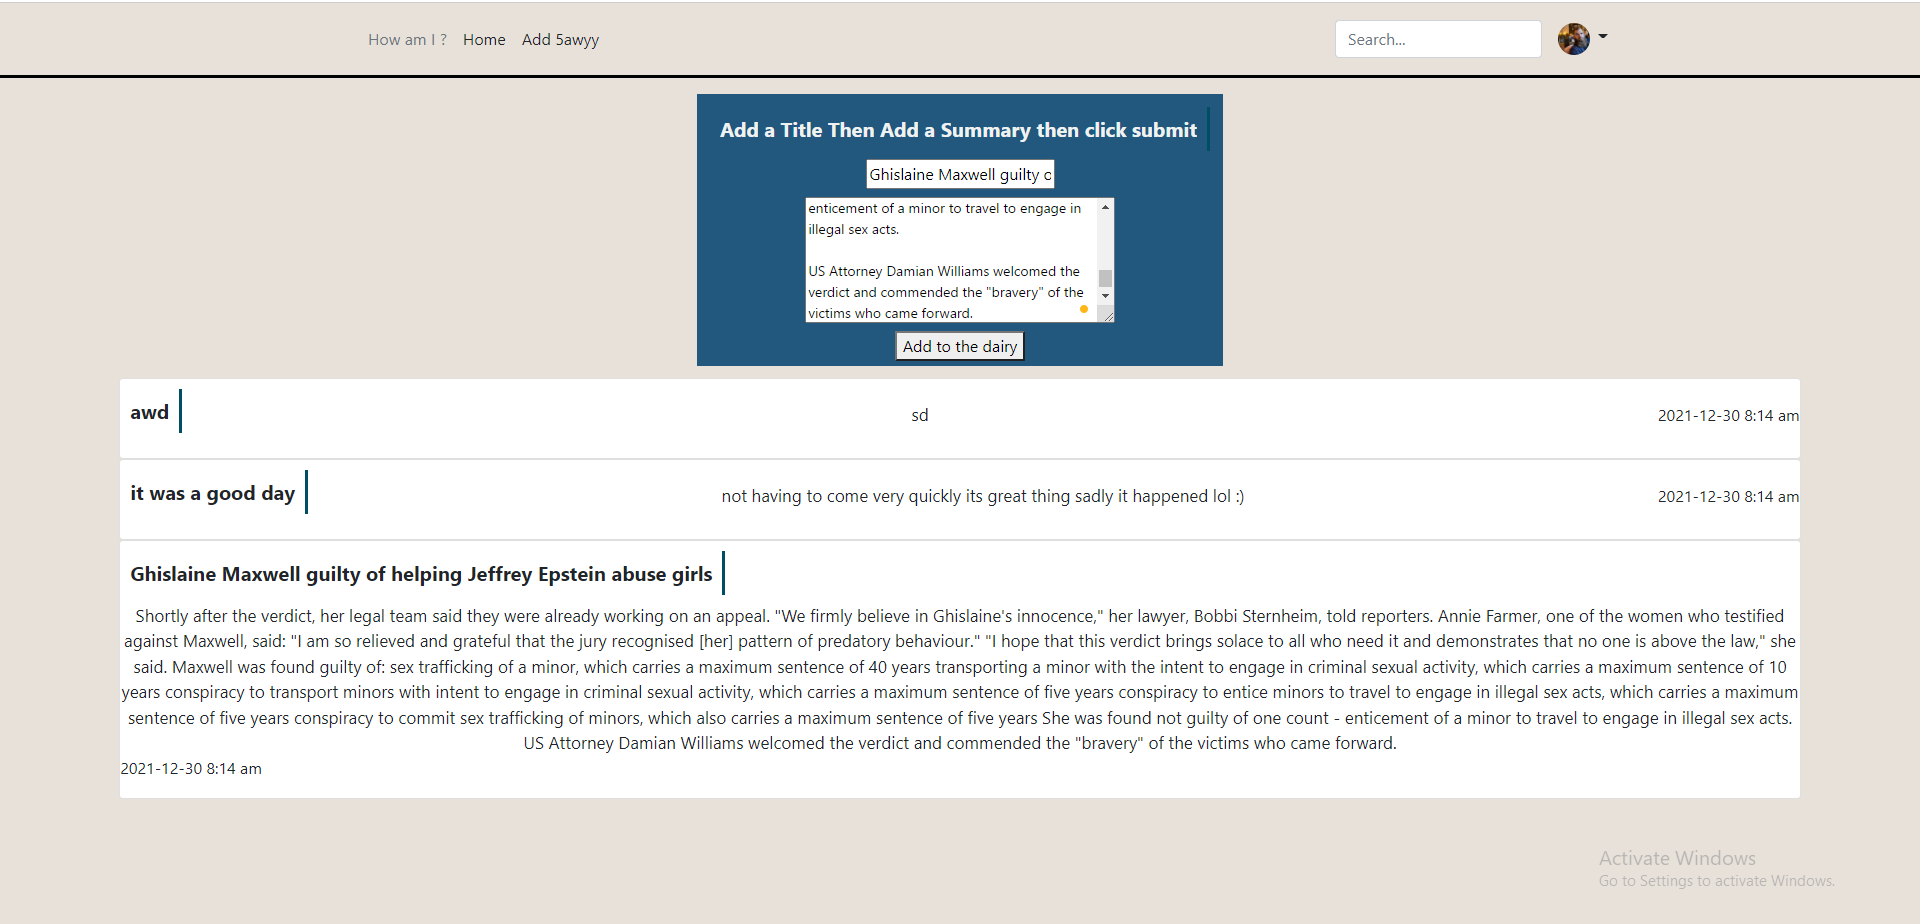 How am I ? Home Add 5awyy Search...
Add a Title Then Add a Summary then click submit
Ghislaine Maxwell guilty o
enticement of a minor to travel to engage in
illegal sex acts.
US Attorney Damian Williams welcomed the
verdict and commended the "bravery" of the
victims who came forward.
Add to the dairy
awd sd 2021-12-30 8:14 am
it was a good day not having to come very quickly its great thing sadly it happened lol :) 2021-12-30 8:14 am
Ghislaine Maxwell guilty of helping Jeffrey Epstein abuse girls
Shortly after the verdict, her legal team said they were already working on an appeal. "We firmly believe in Ghislaine's innocence," her lawyer, Bobbi Sternheim, told reporters. Annie Farmer, one of the women who testified
against Maxwell, said: "I am so relieved and grateful that the jury recognised [her] pattern of predatory behaviour." "I hope that this verdict brings solace to all who need it and demonstrates that no one is above the law," she
said. Maxwell was found guilty of: sex trafficking of a minor, which carries a maximum sentence of 40 years transporting a minor with the intent to engage in criminal sexual activity, which carries a maximum sentence of 10
years conspiracy to transport minors with intent to engage in criminal sexual activity, which carries a maximum sentence of five years conspiracy to entice minors to travel to engage in illegal sex acts, which carries a maximum
sentence of five years conspiracy to commit sex trafficking of minors, which also carries a maximum sentence of five years She was found not guilty of one count - enticement of a minor to travel to engage in illegal sex acts.
US Attorney Damian Williams welcomed the verdict and commended the "bravery" of the victims who came forward.
2021-12-30 8:14 am
Activate Windows
Go to Settings to activate Windows.